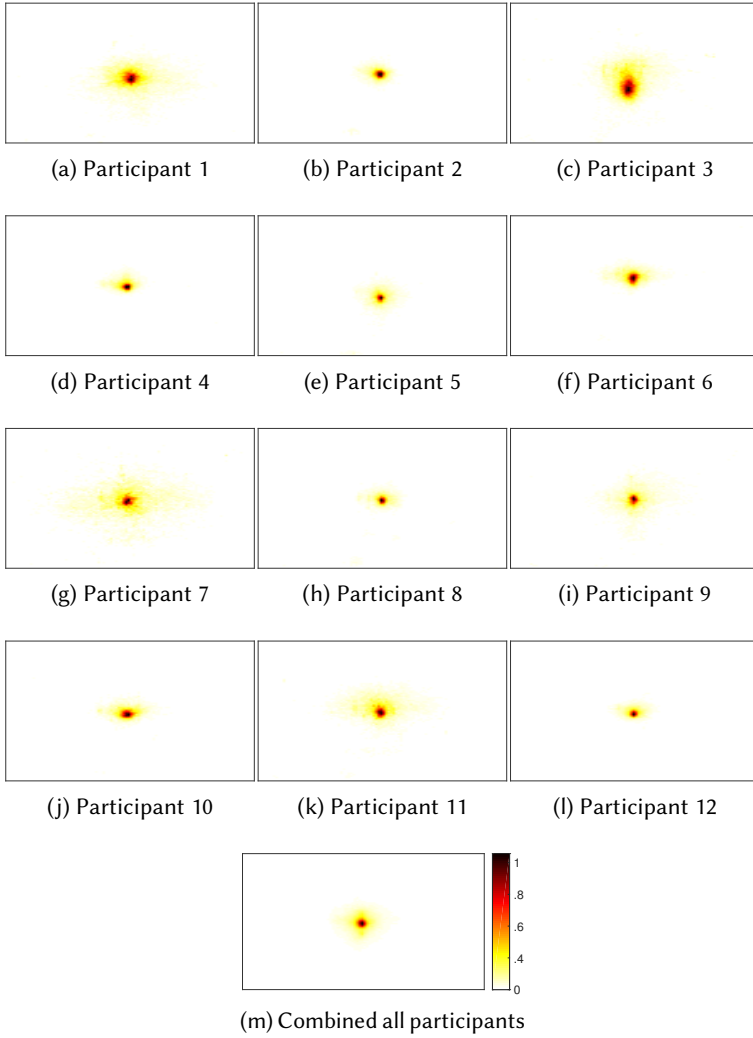 (a) Participant 1
(b) Participant 2
(c) Participant 3
(d) Participant 4
(e) Participant 5
(f) Participant 6
(g) Participant 7
(h) Participant 8
(i) Participant 9
(j) Participant 10
(k) Participant 11
(l) Participant 12
1
.8
.6
.4
0
(m) Combined all participants